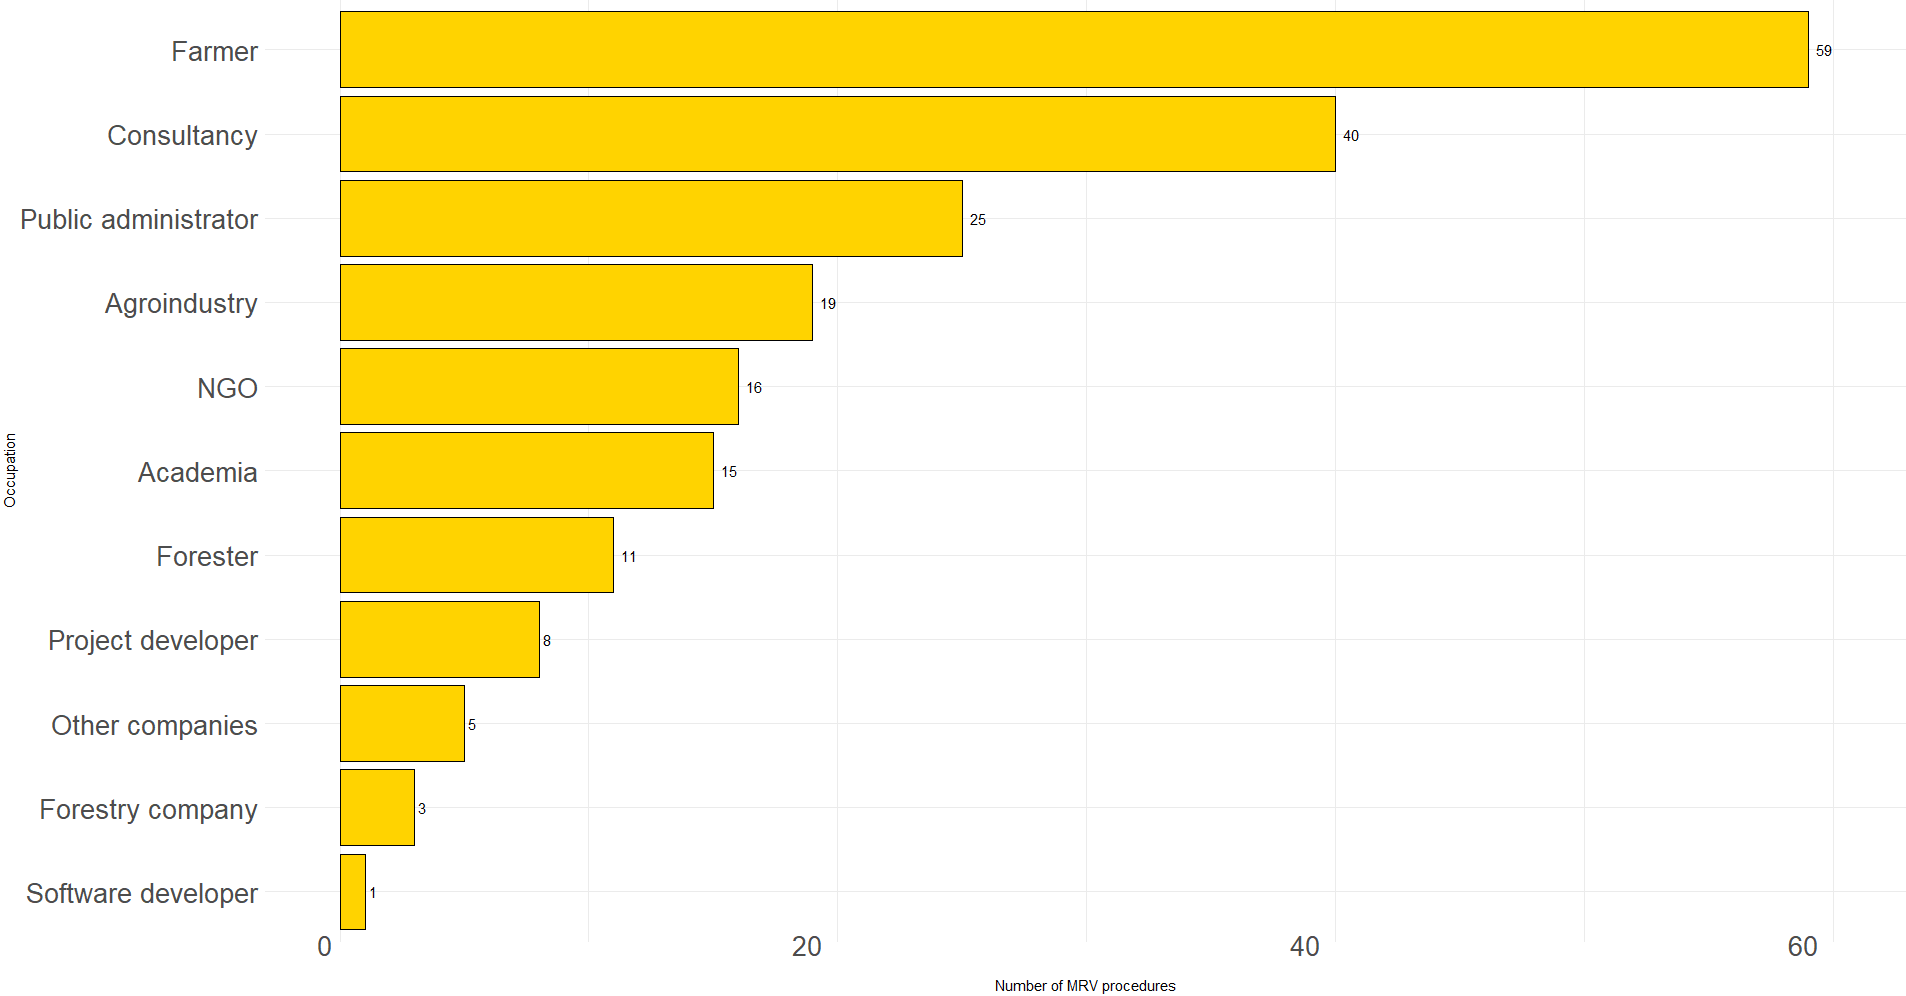 Farmer 59
Consultancy 40
Public administrator 25
Agroindustry 19
NGO 16
Academia 15
Forester 11
Project developer 8
Other companies 5
Forestry company 3
Software developer 1
0 20 40 60
Number of MRV procedures
Occupation